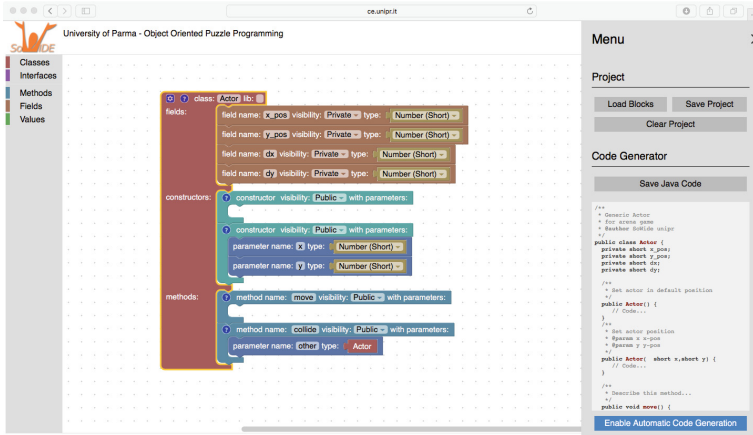 ce.unipr.it
SoWIDE
University of Parma - Object Oriented Puzzle Programming
Classes
Interfaces
Methods
Fields
Values
class: Actor lib:
fields:
field name: x_pos visibility: Private type: Number (Short)
field name: y_pos visibility: Private type: Number (Short)
field name: dx visibility: Private type: Number (Short)
field name: dy visibility: Private type: Number (Short)
constructors:
constructor visibility: Public with parameters:
constructor visibility: Public with parameters:
parameter name: x type: Number (Short)
parameter name: y type: Number (Short)
methods:
method name: move visibility: Public with parameters:
method name: collide visibility: Public with parameters:
parameter name: other type: Actor
Menu
Project
Load Blocks
Save Project
Clear Project
Code Generator
Save Java Code
/**
* Generic Actor
* for arena game
* @author SoWide unipr
*/
public class Actor {
private short x_pos;
private short y_pos;
private short dx;
private short dy;
/**
* Set actor in default position
*/
public Actor() {
// Code...
}
/**
* Set actor position
* @param x x-pos
* @param y y-pos
*/
public Actor( short x,short y) {
// Code...
}
/**
* Describe this method...
*/
public void move() {
Enable Automatic Code Generation